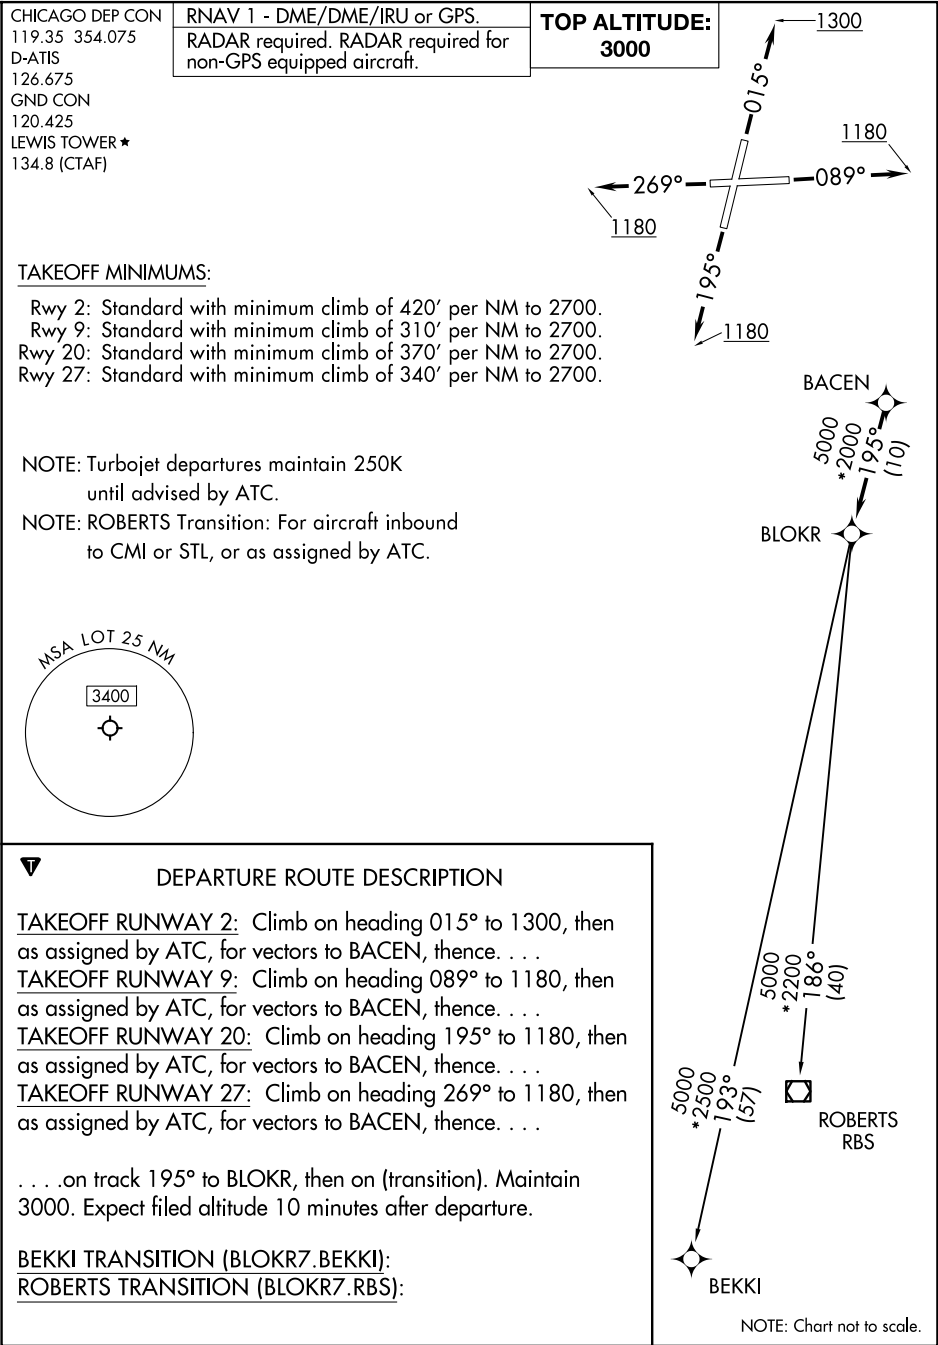 CHICAGO DEP CON
119.35 354.075
D-ATIS
126.675
GND CON
120.425
LEWIS TOWER ★
134.8 (CTAF)
RNAV 1 - DME/DME/IRU or GPS.
RADAR required. RADAR required for
non-GPS equipped aircraft.
TOP ALTITUDE:
3000
1300
015°
1180
269°
089°
1180
195°
1180
TAKEOFF MINIMUMS:
Rwy 2: Standard with minimum climb of 420' per NM to 2700.
Rwy 9: Standard with minimum climb of 310' per NM to 2700.
Rwy 20: Standard with minimum climb of 370' per NM to 2700.
Rwy 27: Standard with minimum climb of 340' per NM to 2700.
BACEN
5000
*2000
195°
(10)
NOTE: Turbojet departures maintain 250K
until advised by ATC.
NOTE: ROBERTS Transition: For aircraft inbound
to CMI or STL, or as assigned by ATC.
BLOKR
MSA LOT 25 NM
3400
5000
*2200
186°
(40)
5000
*2500
193°
(57)
ROBERTS
RBS
BEKKI
T
DEPARTURE ROUTE DESCRIPTION
TAKEOFF RUNWAY 2: Climb on heading 015° to 1300, then
as assigned by ATC, for vectors to BACEN, thence. . . .
TAKEOFF RUNWAY 9: Climb on heading 089° to 1180, then
as assigned by ATC, for vectors to BACEN, thence. . . .
TAKEOFF RUNWAY 20: Climb on heading 195° to 1180, then
as assigned by ATC, for vectors to BACEN, thence. . . .
TAKEOFF RUNWAY 27: Climb on heading 269° to 1180, then
as assigned by ATC, for vectors to BACEN, thence. . . .
. . . .on track 195° to BLOKR, then on (transition). Maintain
3000. Expect filed altitude 10 minutes after departure.
BEKKI TRANSITION (BLOKR7.BEKKI):
ROBERTS TRANSITION (BLOKR7.RBS):
NOTE: Chart not to scale.